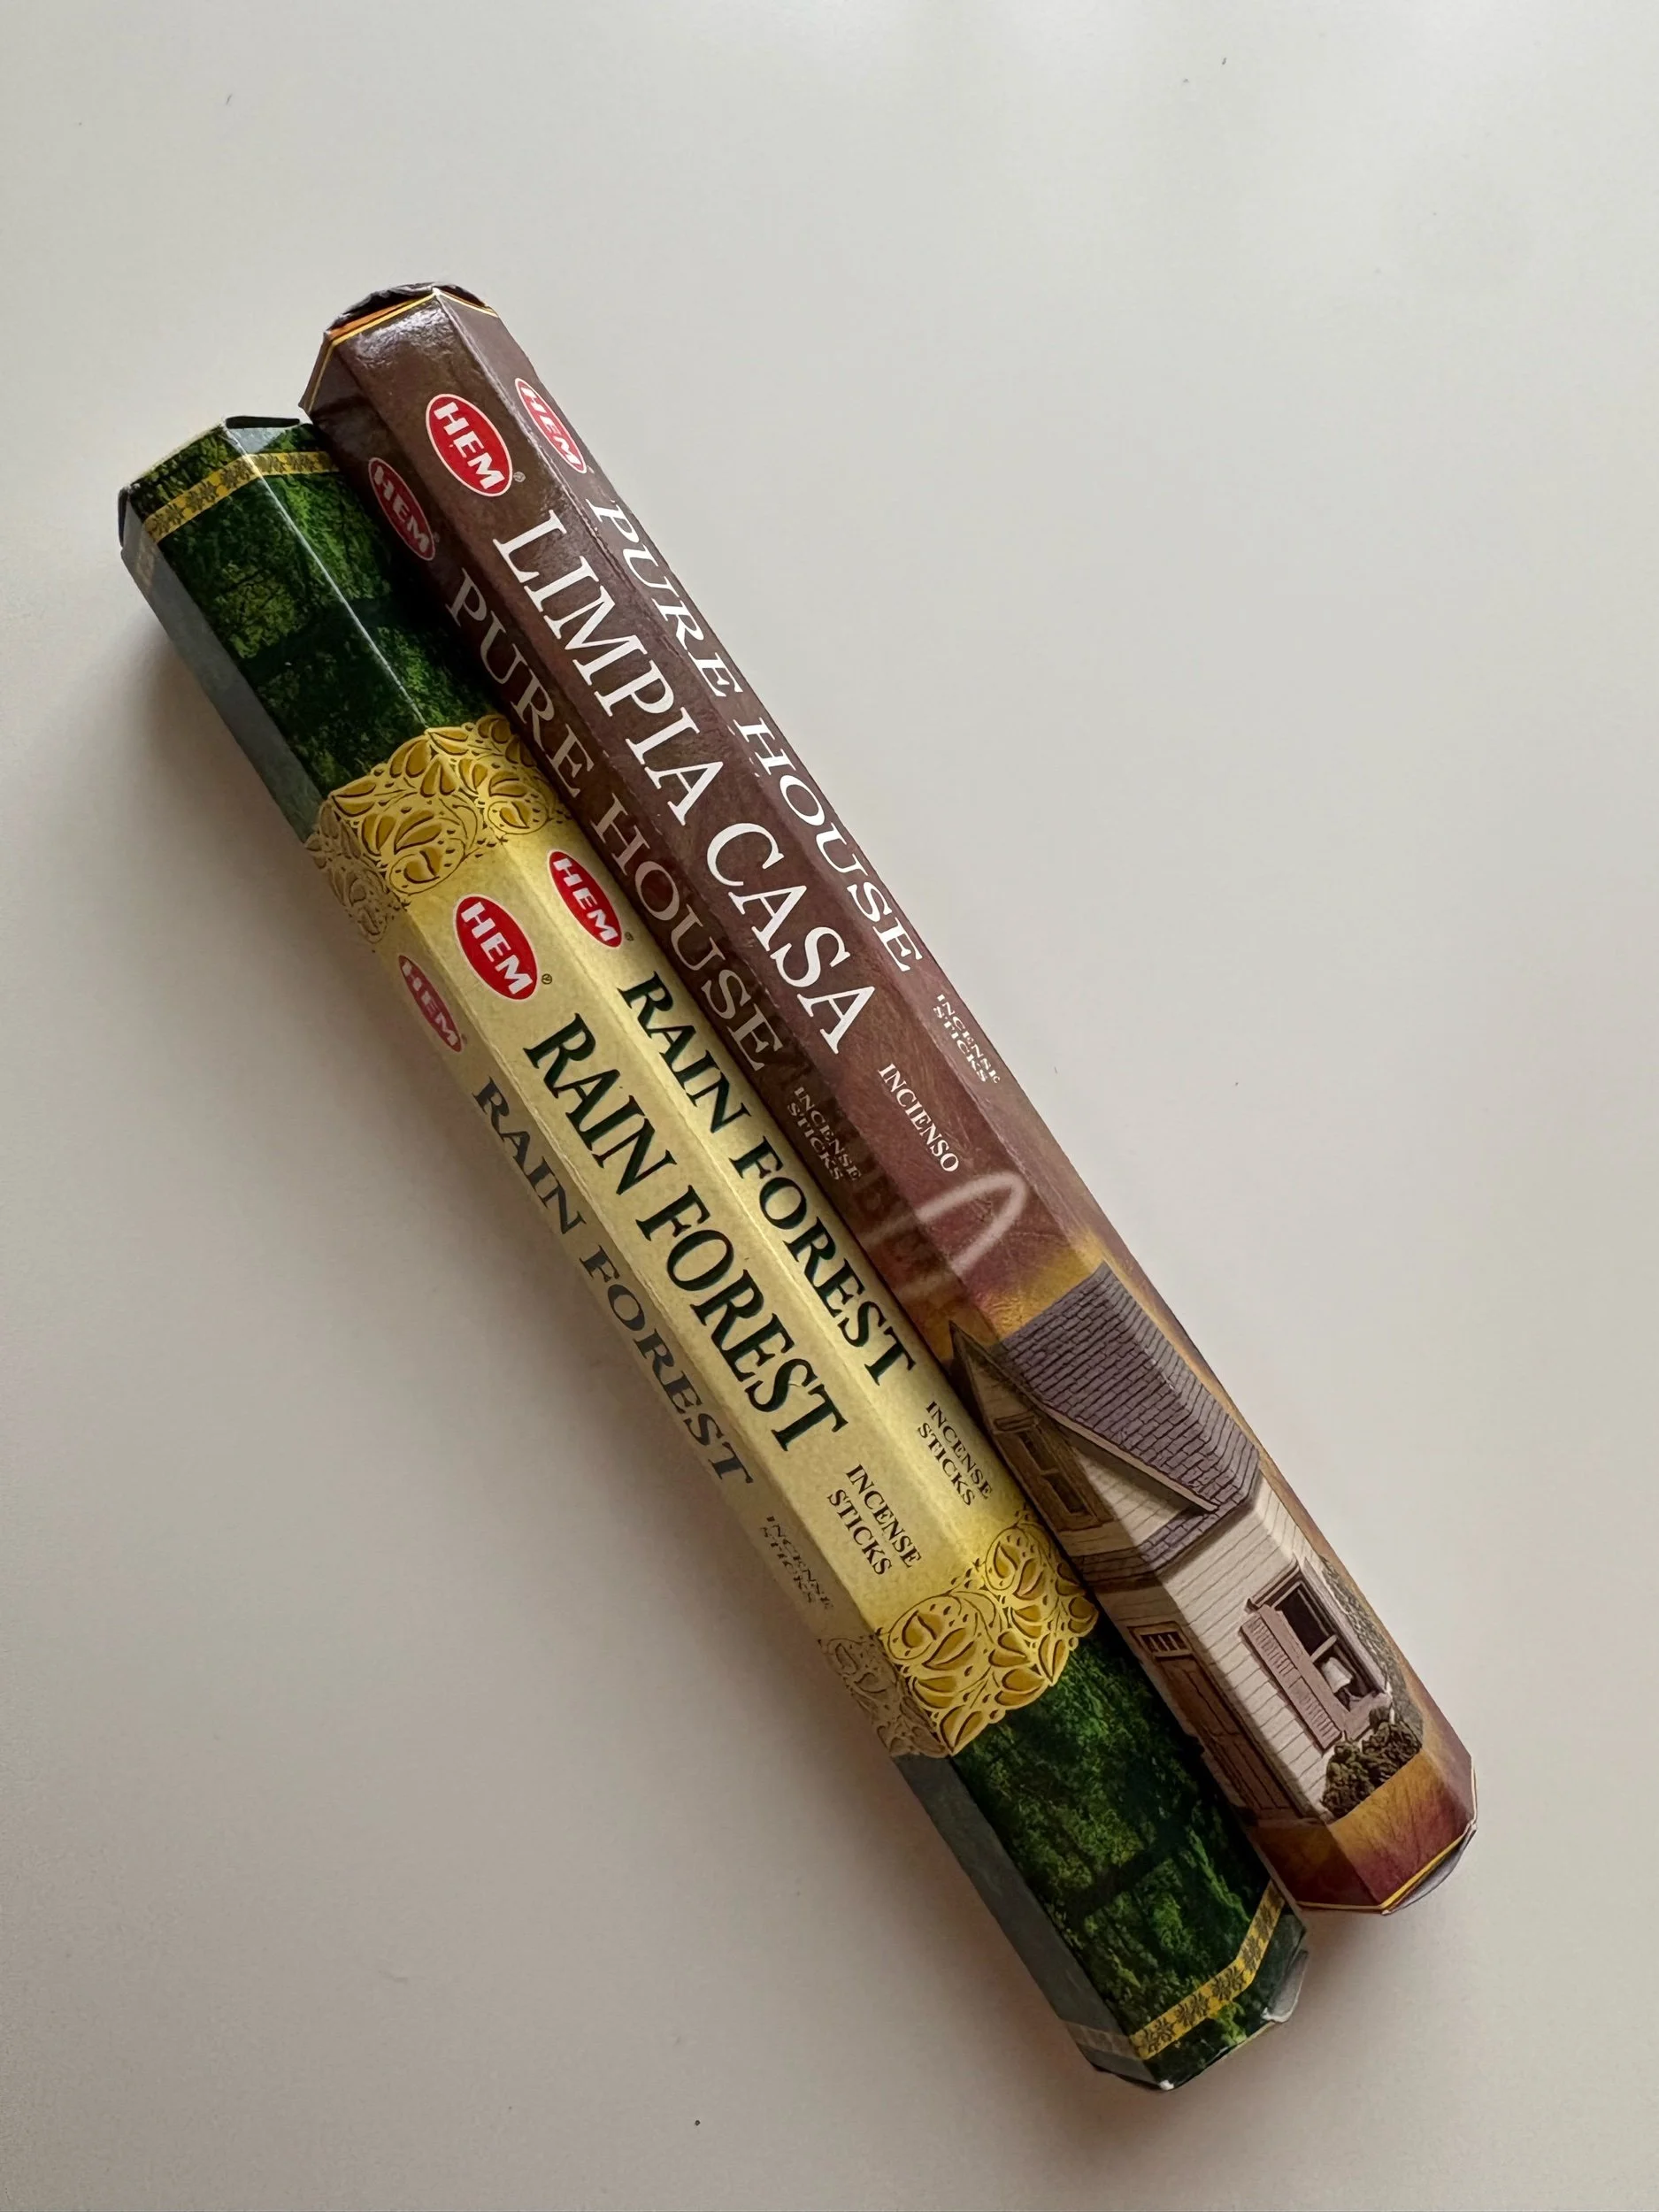 HEM®
PURE HOUSE
INCENSE
STICKS
HEM®
LIMPIA CASA
INCIENSO
HEM
PURE HOUSE
INCENSE
STICKS
HEM®
RAIN FOREST
INCENSE
STICKS
HEM®
RAIN FOREST
INCENSE
STICKS
HEM
RAIN FOREST
INCENSE
STICKS